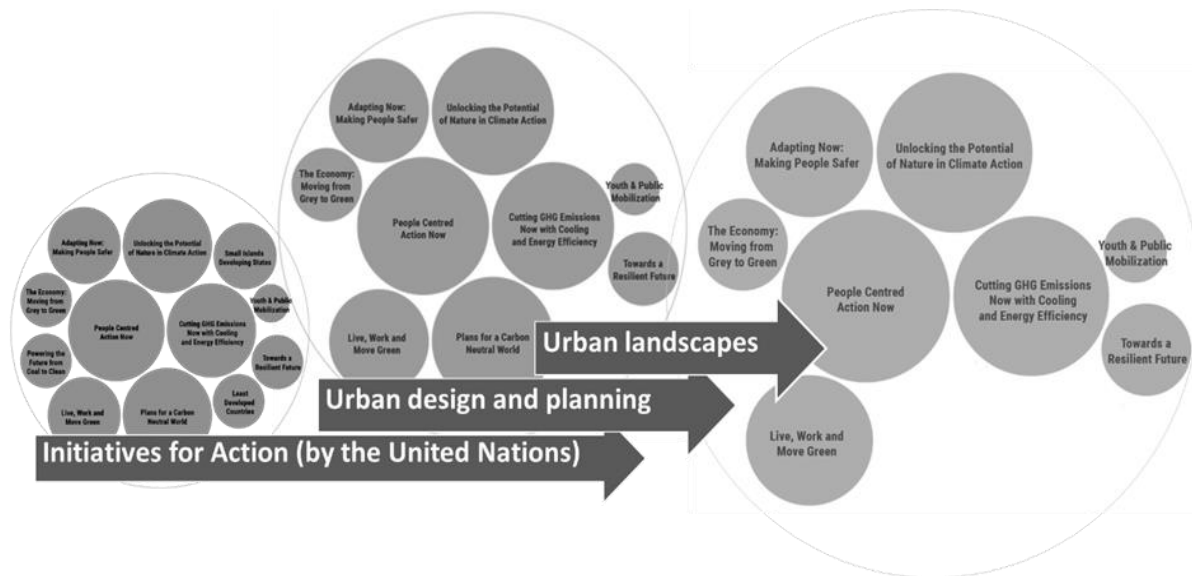 Adapting Now:
Making People Safer
Unlocking the Potential
of Nature in Climate Action
Small Islands
Developing States
The Economy:
Moving from
Grey to Green
People Centred
Action Now
Cutting GHG Emissions
Now with Cooling
and Energy Efficiency
Youth & Public
Mobilization
Powering the
Future from
Coal to Clean
Towards a
Resilient Future
Live, Work and
Move Green
Plans for a Carbon
Neutral World
Least
Developed
Countries
Initiatives for Action (by the United Nations)
Adapting Now:
Making People Safer
Unlocking the Potential
of Nature in Climate Action
The Economy:
Moving from
Grey to Green
People Centred
Action Now
Cutting GHG Emissions
Now with Cooling
and Energy Efficiency
Youth & Public
Mobilization
Towards a
Resilient Future
Live, Work and
Move Green
Plans for a Carbon
Neutral World
Urban design and planning
Adapting Now:
Making People Safer
Unlocking the Potential
of Nature in Climate Action
The Economy:
Moving from
Grey to Green
People Centred
Action Now
Cutting GHG Emissions
Now with Cooling
and Energy Efficiency
Youth & Public
Mobilization
Towards a
Resilient Future
Live, Work and
Move Green
Urban landscapes